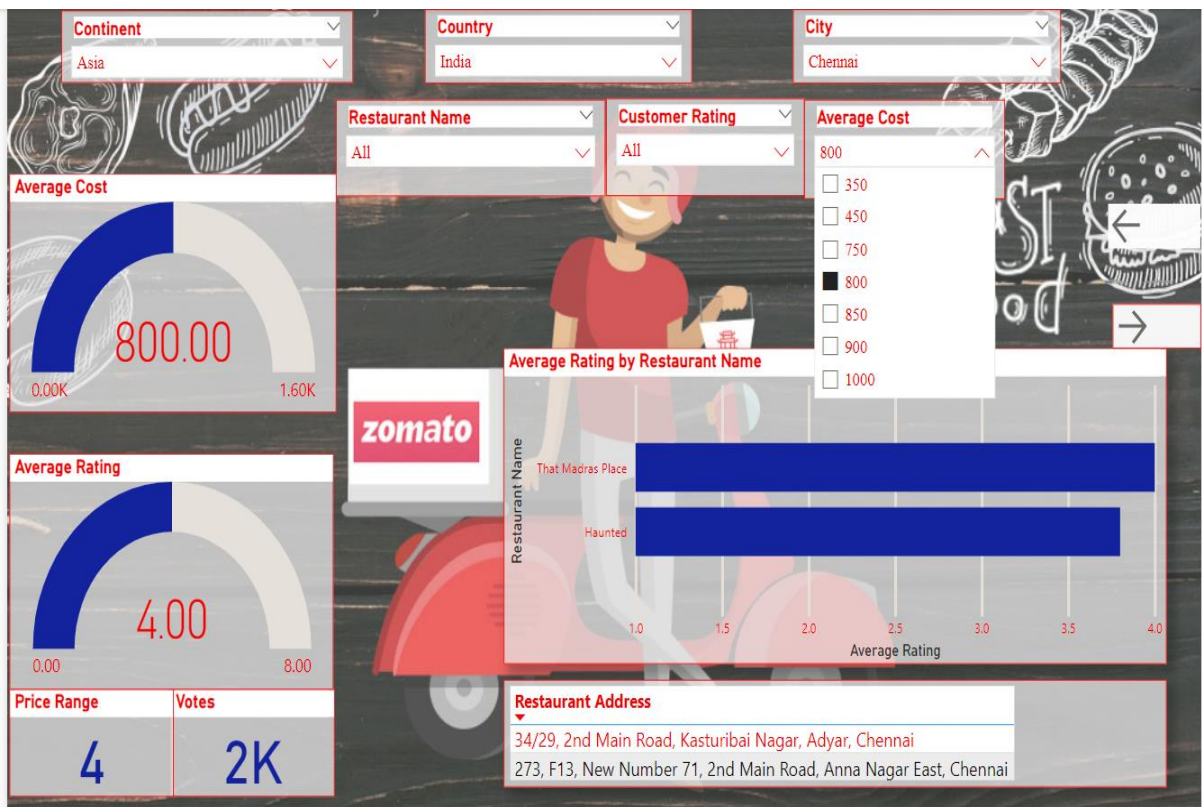 Continent
Asia
Country
India
City
Chennai
Restaurant Name
All
Customer Rating
All
Average Cost
800
350
450
750
800
850
900
1000
Average Cost
800.00
0.00K
1.60K
zomato
Average Rating by Restaurant Name
Restaurant Name
That Madras Place
Haunted
1.0 1.5 2.0 2.5 3.0 3.5 4.0
Average Rating
Average Rating
4.00
0.00
8.00
Price Range
4
Votes
2K
Restaurant Address
34/29, 2nd Main Road, Kasturibai Nagar, Adyar, Chennai
273, F13, New Number 71, 2nd Main Road, Anna Nagar East, Chennai